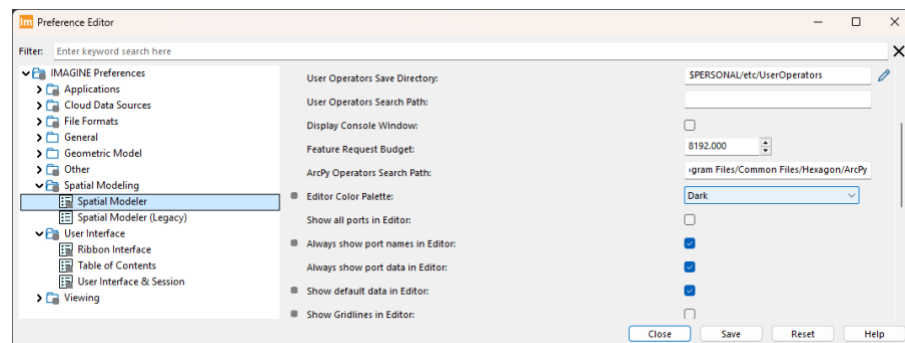 Im Preference Editor
Filter: Enter keyword search here
IMAGINE Preferences
Applications
Cloud Data Sources
File Formats
General
Geometric Model
Other
Spatial Modeling
Spatial Modeler
Spatial Modeler (Legacy)
User Interface
Ribbon Interface
Table of Contents
User Interface & Session
Viewing
User Operators Save Directory: $PERSONAL/etc/UserOperators
User Operators Search Path:
Display Console Window:
Feature Request Budget: 8192.000
ArcPy Operators Search Path: gram Files/Common Files/Hexagon/ArcPy
Editor Color Palette: Dark
Show all ports in Editor:
Always show port names in Editor:
Always show port data in Editor:
Show default data in Editor:
Show Gridlines in Editor:
Close Save Reset Help